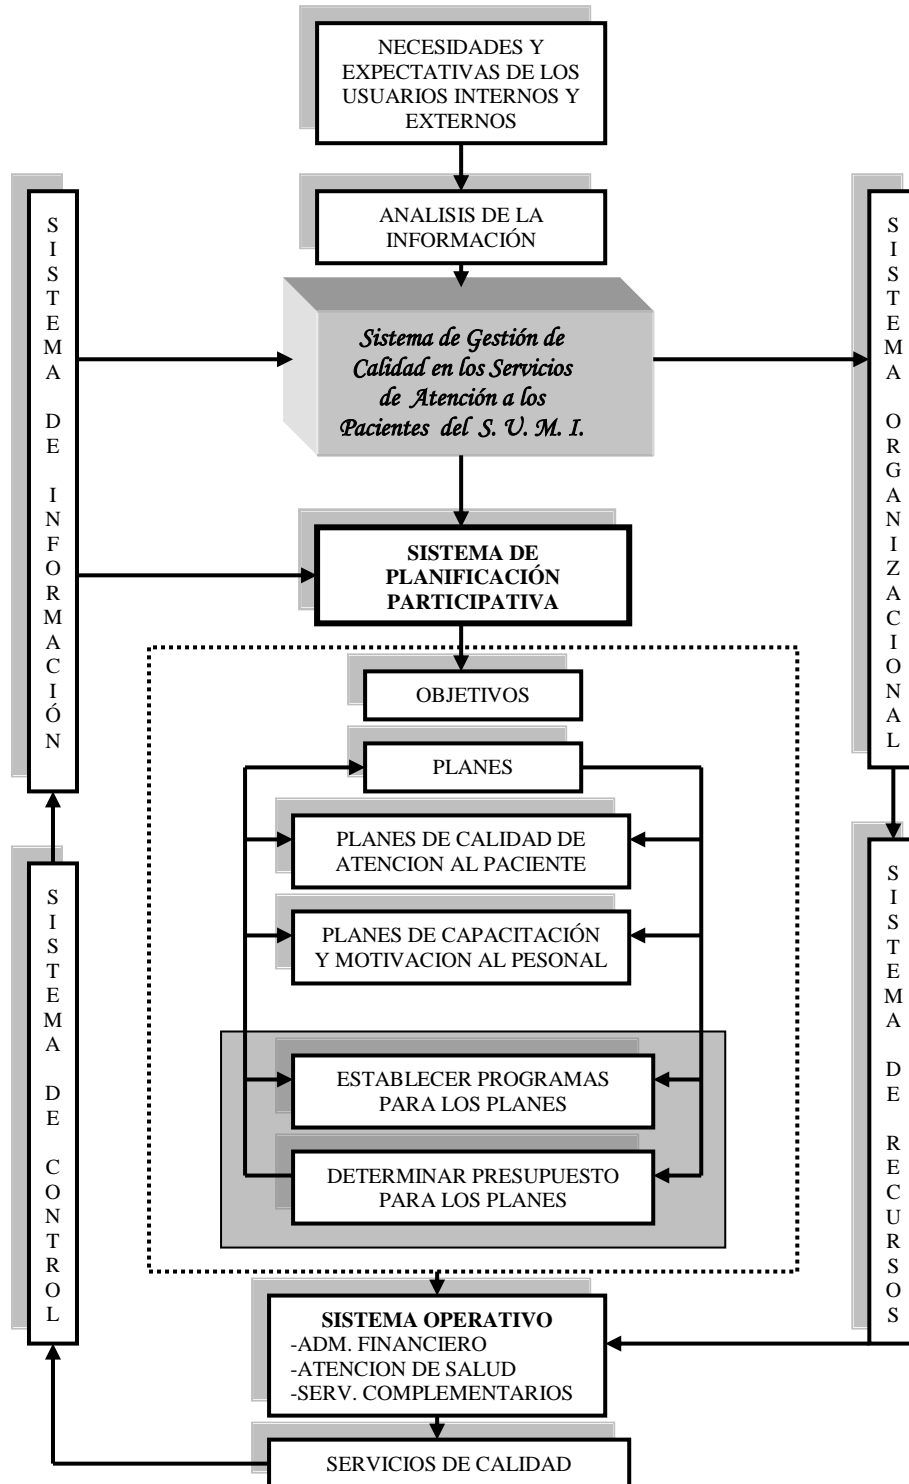 NECESIDADES Y
EXPECTATIVAS DE LOS
USUARIOS INTERNOS Y
EXTERNOS
ANALISIS DE LA
INFORMACIÓN
Sistema de Gestión de
Calidad en los Servicios
de Atención a los
Pacientes del S. U. M. I.
SISTEMA DE INFORMACIÓN
SISTEMA ORGANIZACIONAL
SISTEMA DE
PLANIFICACIÓN
PARTICIPATIVA
OBJETIVOS
PLANES
PLANES DE CALIDAD DE
ATENCION AL PACIENTE
PLANES DE CAPACITACIÓN
Y MOTIVACION AL PESONAL
SISTEMA DE CONTROL
SISTEMA DE RECURSOS
ESTABLECER PROGRAMAS
PARA LOS PLANES
DETERMINAR PRESUPUESTO
PARA LOS PLANES
SISTEMA OPERATIVO
-ADM. FINANCIERO
-ATENCION DE SALUD
-SERV. COMPLEMENTARIOS
SERVICIOS DE CALIDAD